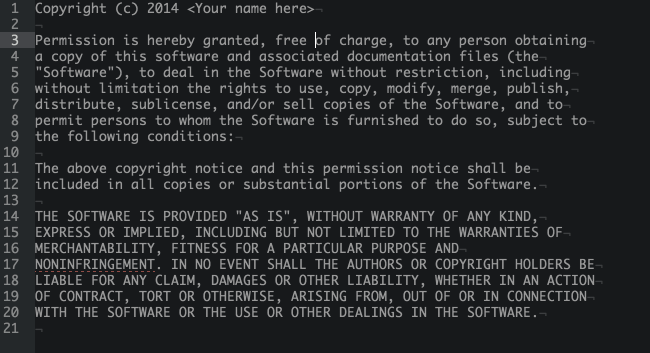 1 Copyright (c) 2014 <Your name here>¬
2 ¬
3 Permission is hereby granted, free of charge, to any person obtaining¬
4 a copy of this software and associated documentation files (the¬
5 "Software"), to deal in the Software without restriction, including¬
6 without limitation the rights to use, copy, modify, merge, publish,¬
7 distribute, sublicense, and/or sell copies of the Software, and to¬
8 permit persons to whom the Software is furnished to do so, subject to¬
9 the following conditions:¬
10 ¬
11 The above copyright notice and this permission notice shall be¬
12 included in all copies or substantial portions of the Software.¬
13 ¬
14 THE SOFTWARE IS PROVIDED "AS IS", WITHOUT WARRANTY OF ANY KIND,¬
15 EXPRESS OR IMPLIED, INCLUDING BUT NOT LIMITED TO THE WARRANTIES OF¬
16 MERCHANTABILITY, FITNESS FOR A PARTICULAR PURPOSE AND¬
17 NONINFRINGEMENT. IN NO EVENT SHALL THE AUTHORS OR COPYRIGHT HOLDERS BE¬
18 LIABLE FOR ANY CLAIM, DAMAGES OR OTHER LIABILITY, WHETHER IN AN ACTION¬
19 OF CONTRACT, TORT OR OTHERWISE, ARISING FROM, OUT OF OR IN CONNECTION¬
20 WITH THE SOFTWARE OR THE USE OR OTHER DEALINGS IN THE SOFTWARE.¬
21 ¬